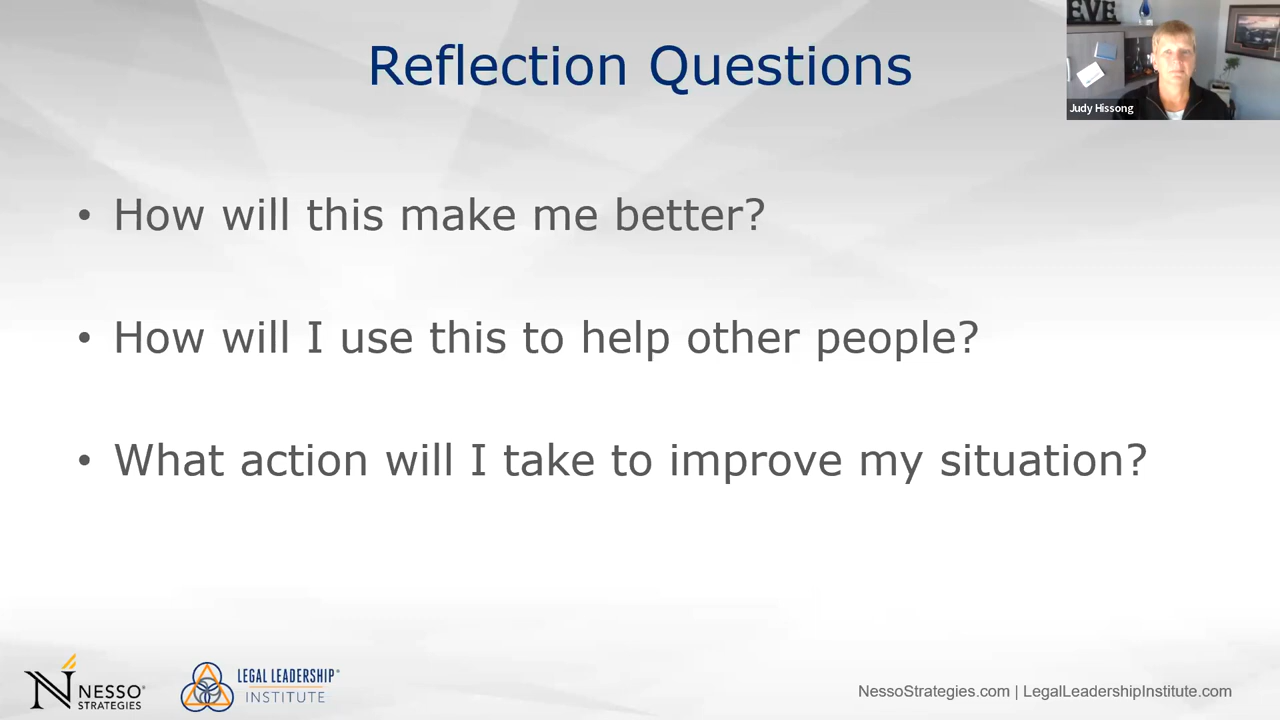 Reflection Questions
EVE
Judy Hissong
• How will this make me better?
• How will I use this to help other people?
• What action will I take to improve my situation?
NESSO®
STRATEGIES
LEGAL LEADERSHIP®
INSTITUTE
NessoStrategies.com | LegalLeadershipInstitute.com